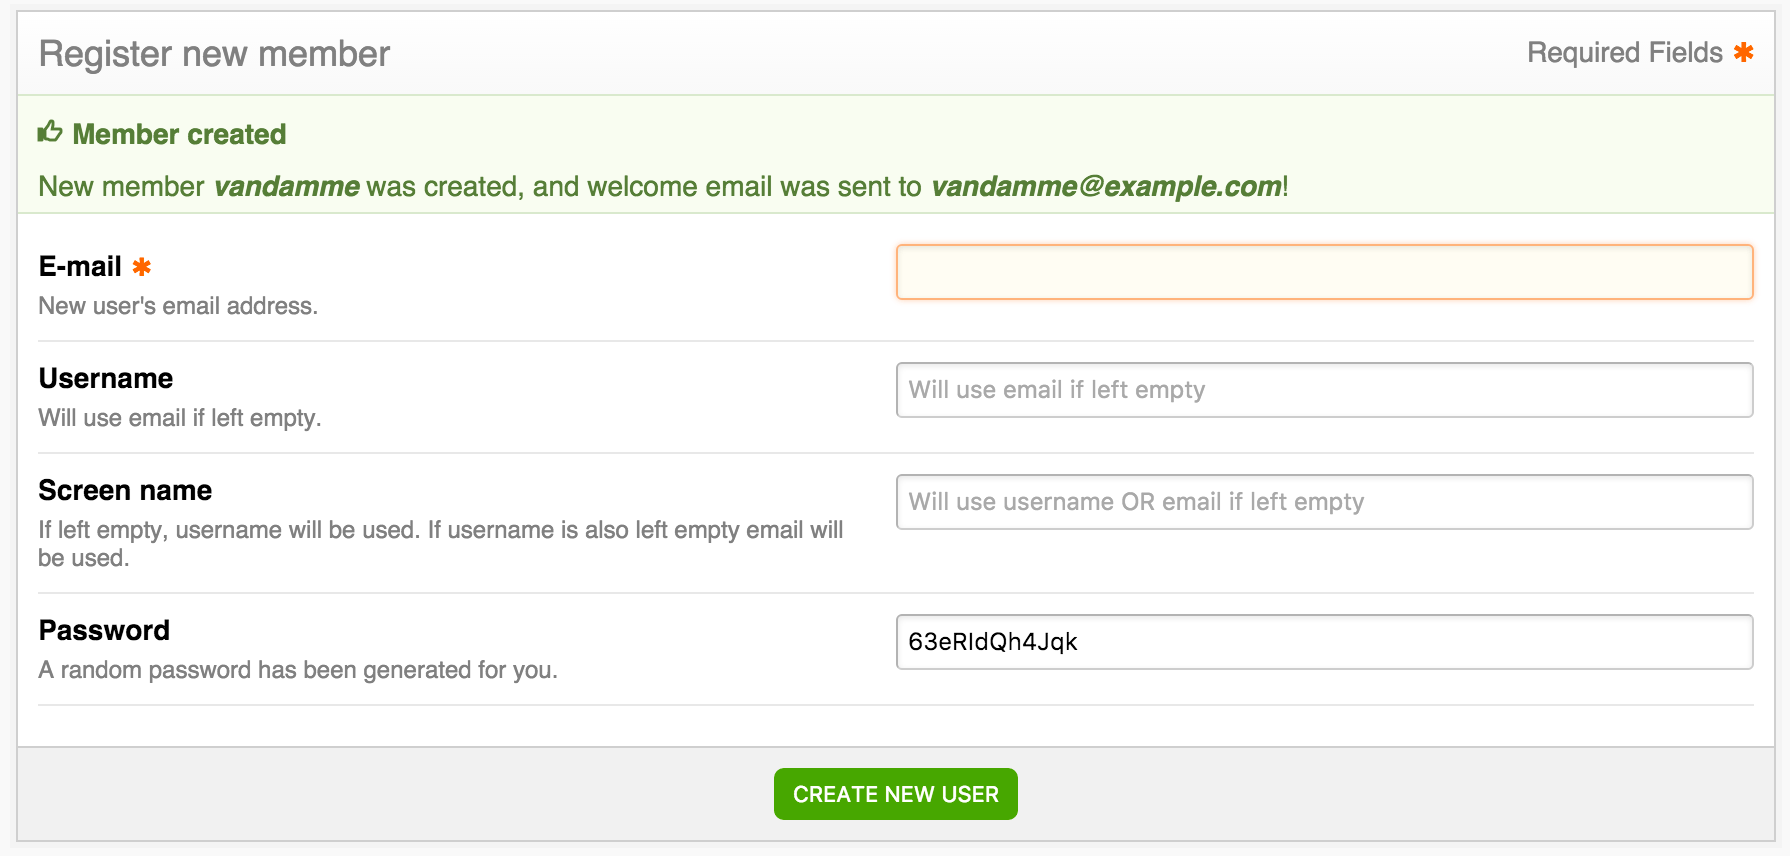 Register new member
Required Fields ✱
Member created
New member vandamme was created, and welcome email was sent to vandamme@example.com!
E-mail ✱
New user's email address.
Username
Will use email if left empty
Will use email if left empty.
Screen name
Will use username OR email if left empty
If left empty, username will be used. If username is also left empty email will
be used.
Password
63eRldQh4Jqk
A random password has been generated for you.
CREATE NEW USER